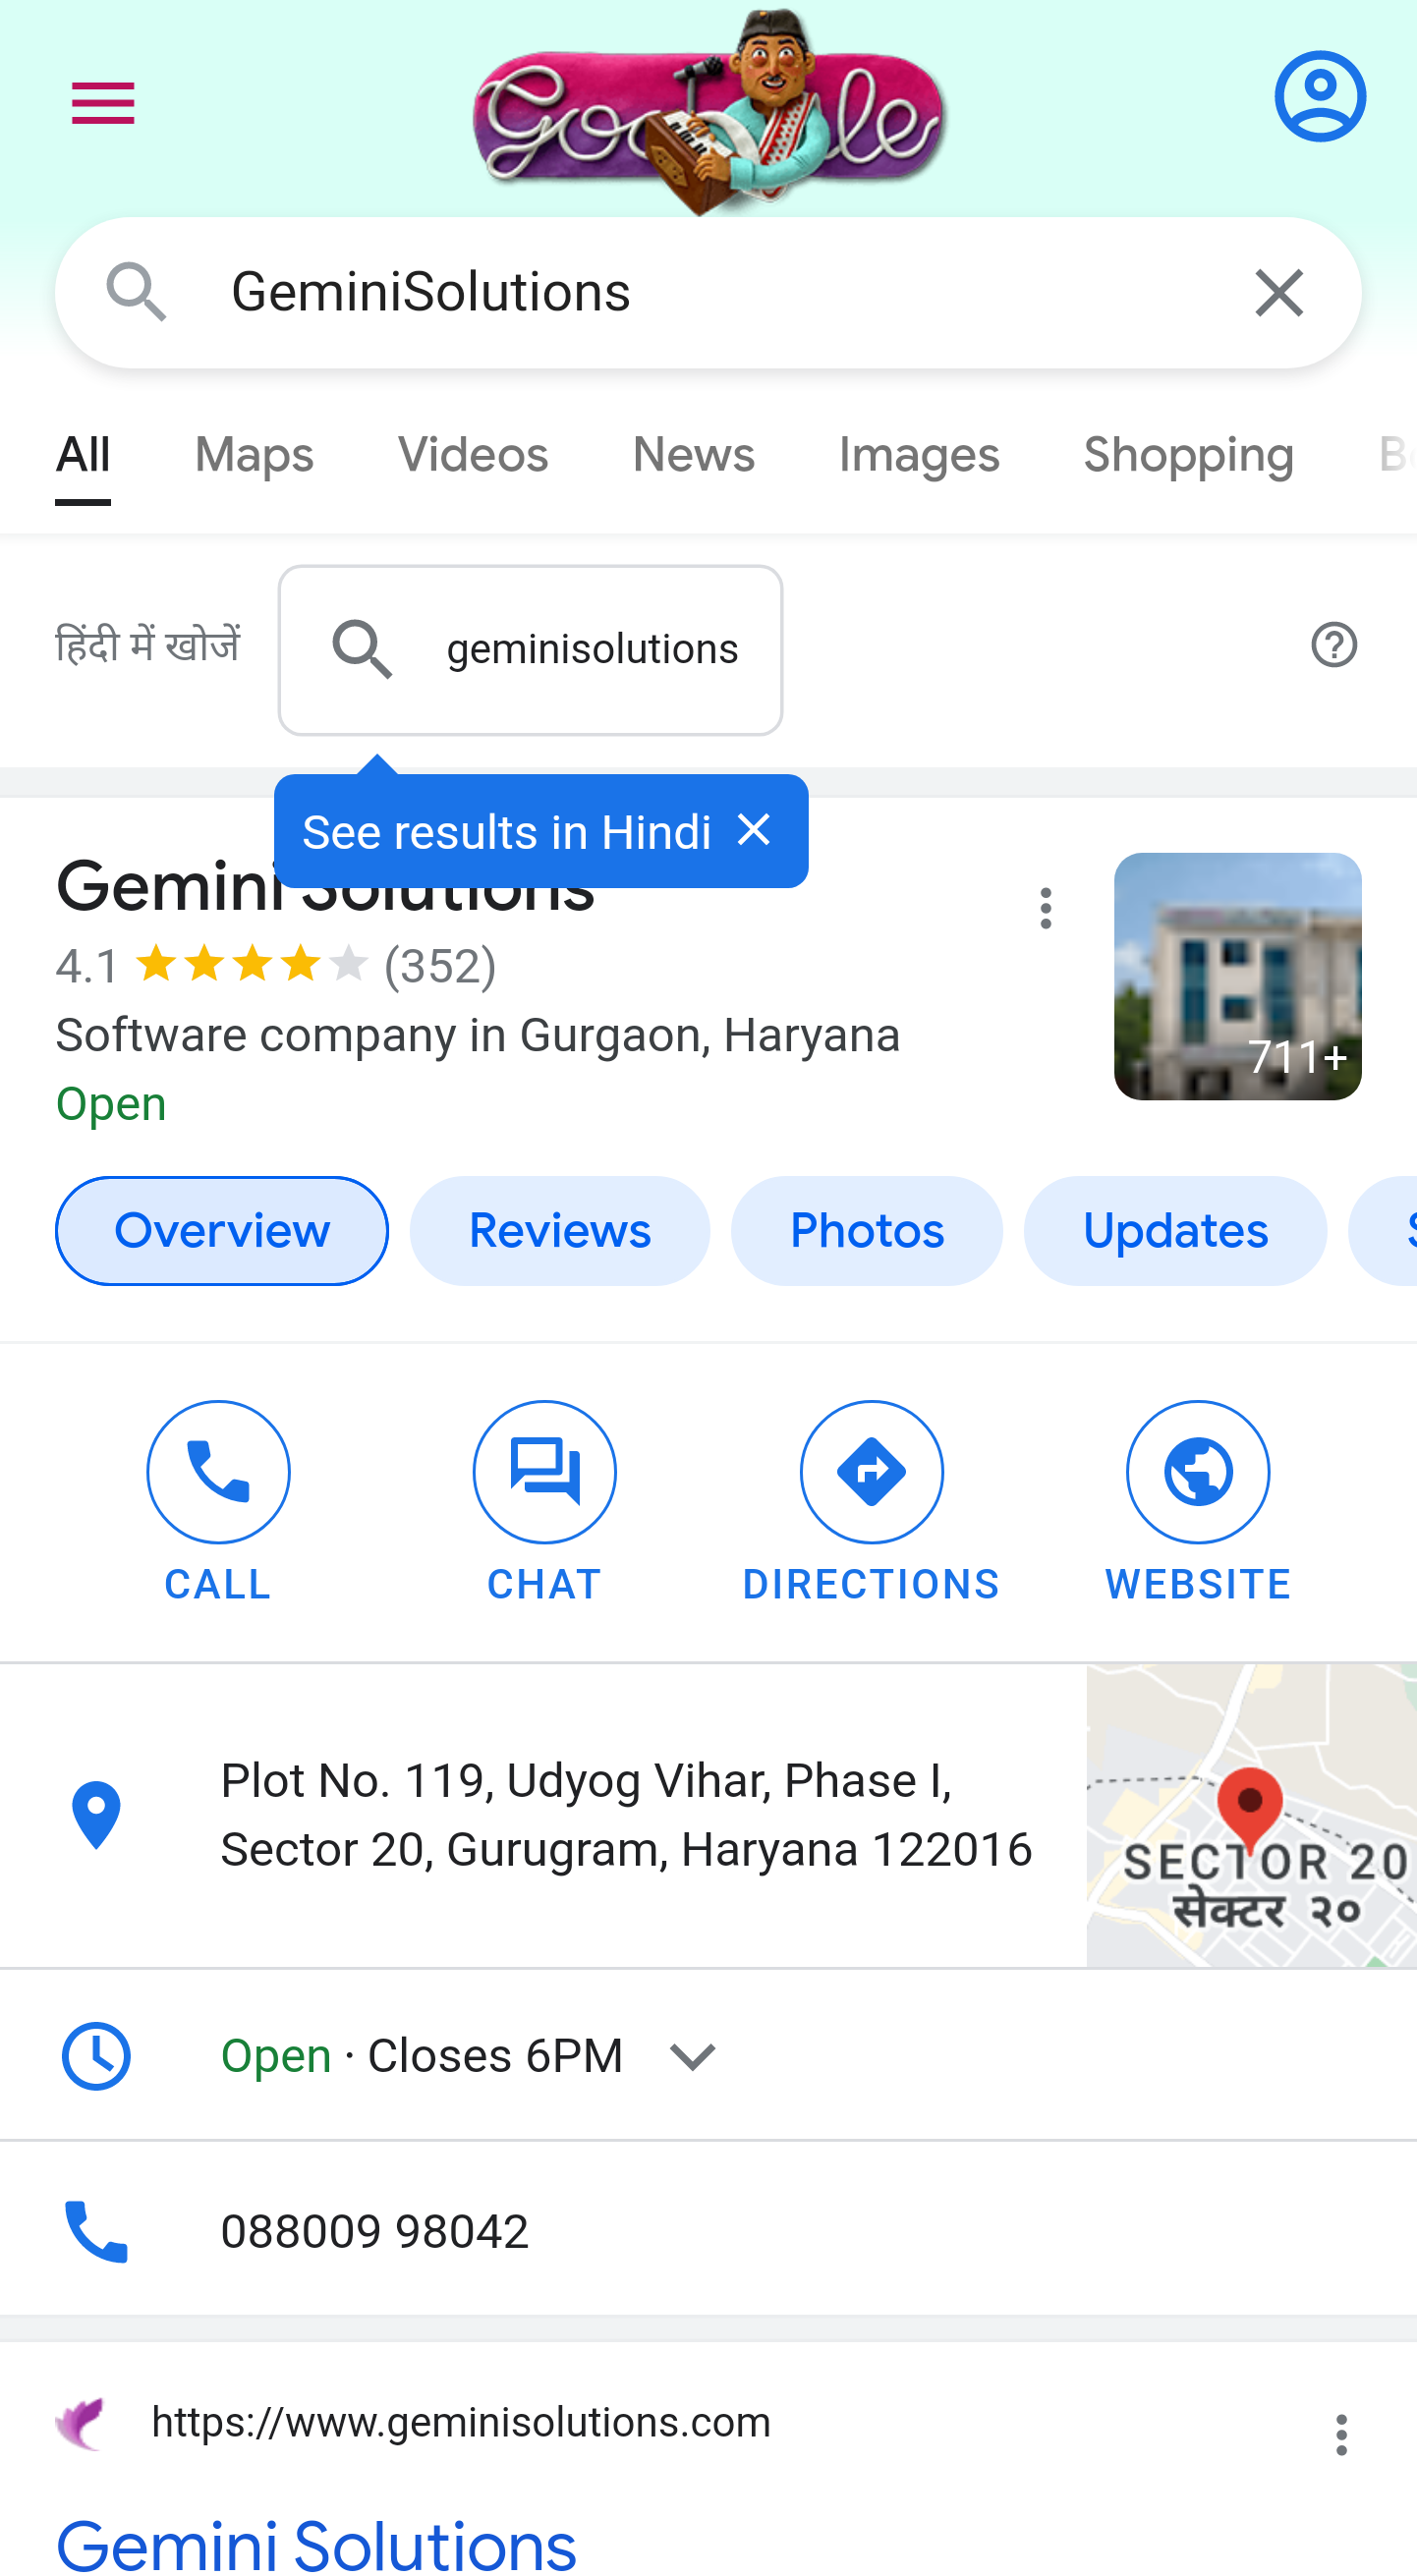 Google
GeminiSolutions
All Maps Videos News Images Shopping
हिंदी में खोजें geminisolutions
See results in Hindi
Gemini Solutions
4.1 (352)
Software company in Gurgaon, Haryana
Open
711+
Overview Reviews Photos Updates
CALL CHAT DIRECTIONS WEBSITE
Plot No. 119, Udyog Vihar, Phase I,
Sector 20, Gurugram, Haryana 122016
SECTOR 20
सेक्टर २०
Open · Closes 6PM
088009 98042
https://www.geminisolutions.com
Gemini Solutions